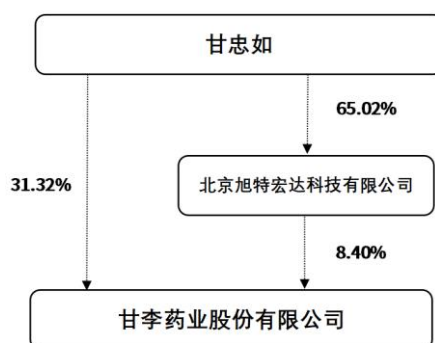 甘忠如
65.02%
31.32%
北京旭特宏达科技有限公司
8.40%
甘李药业股份有限公司